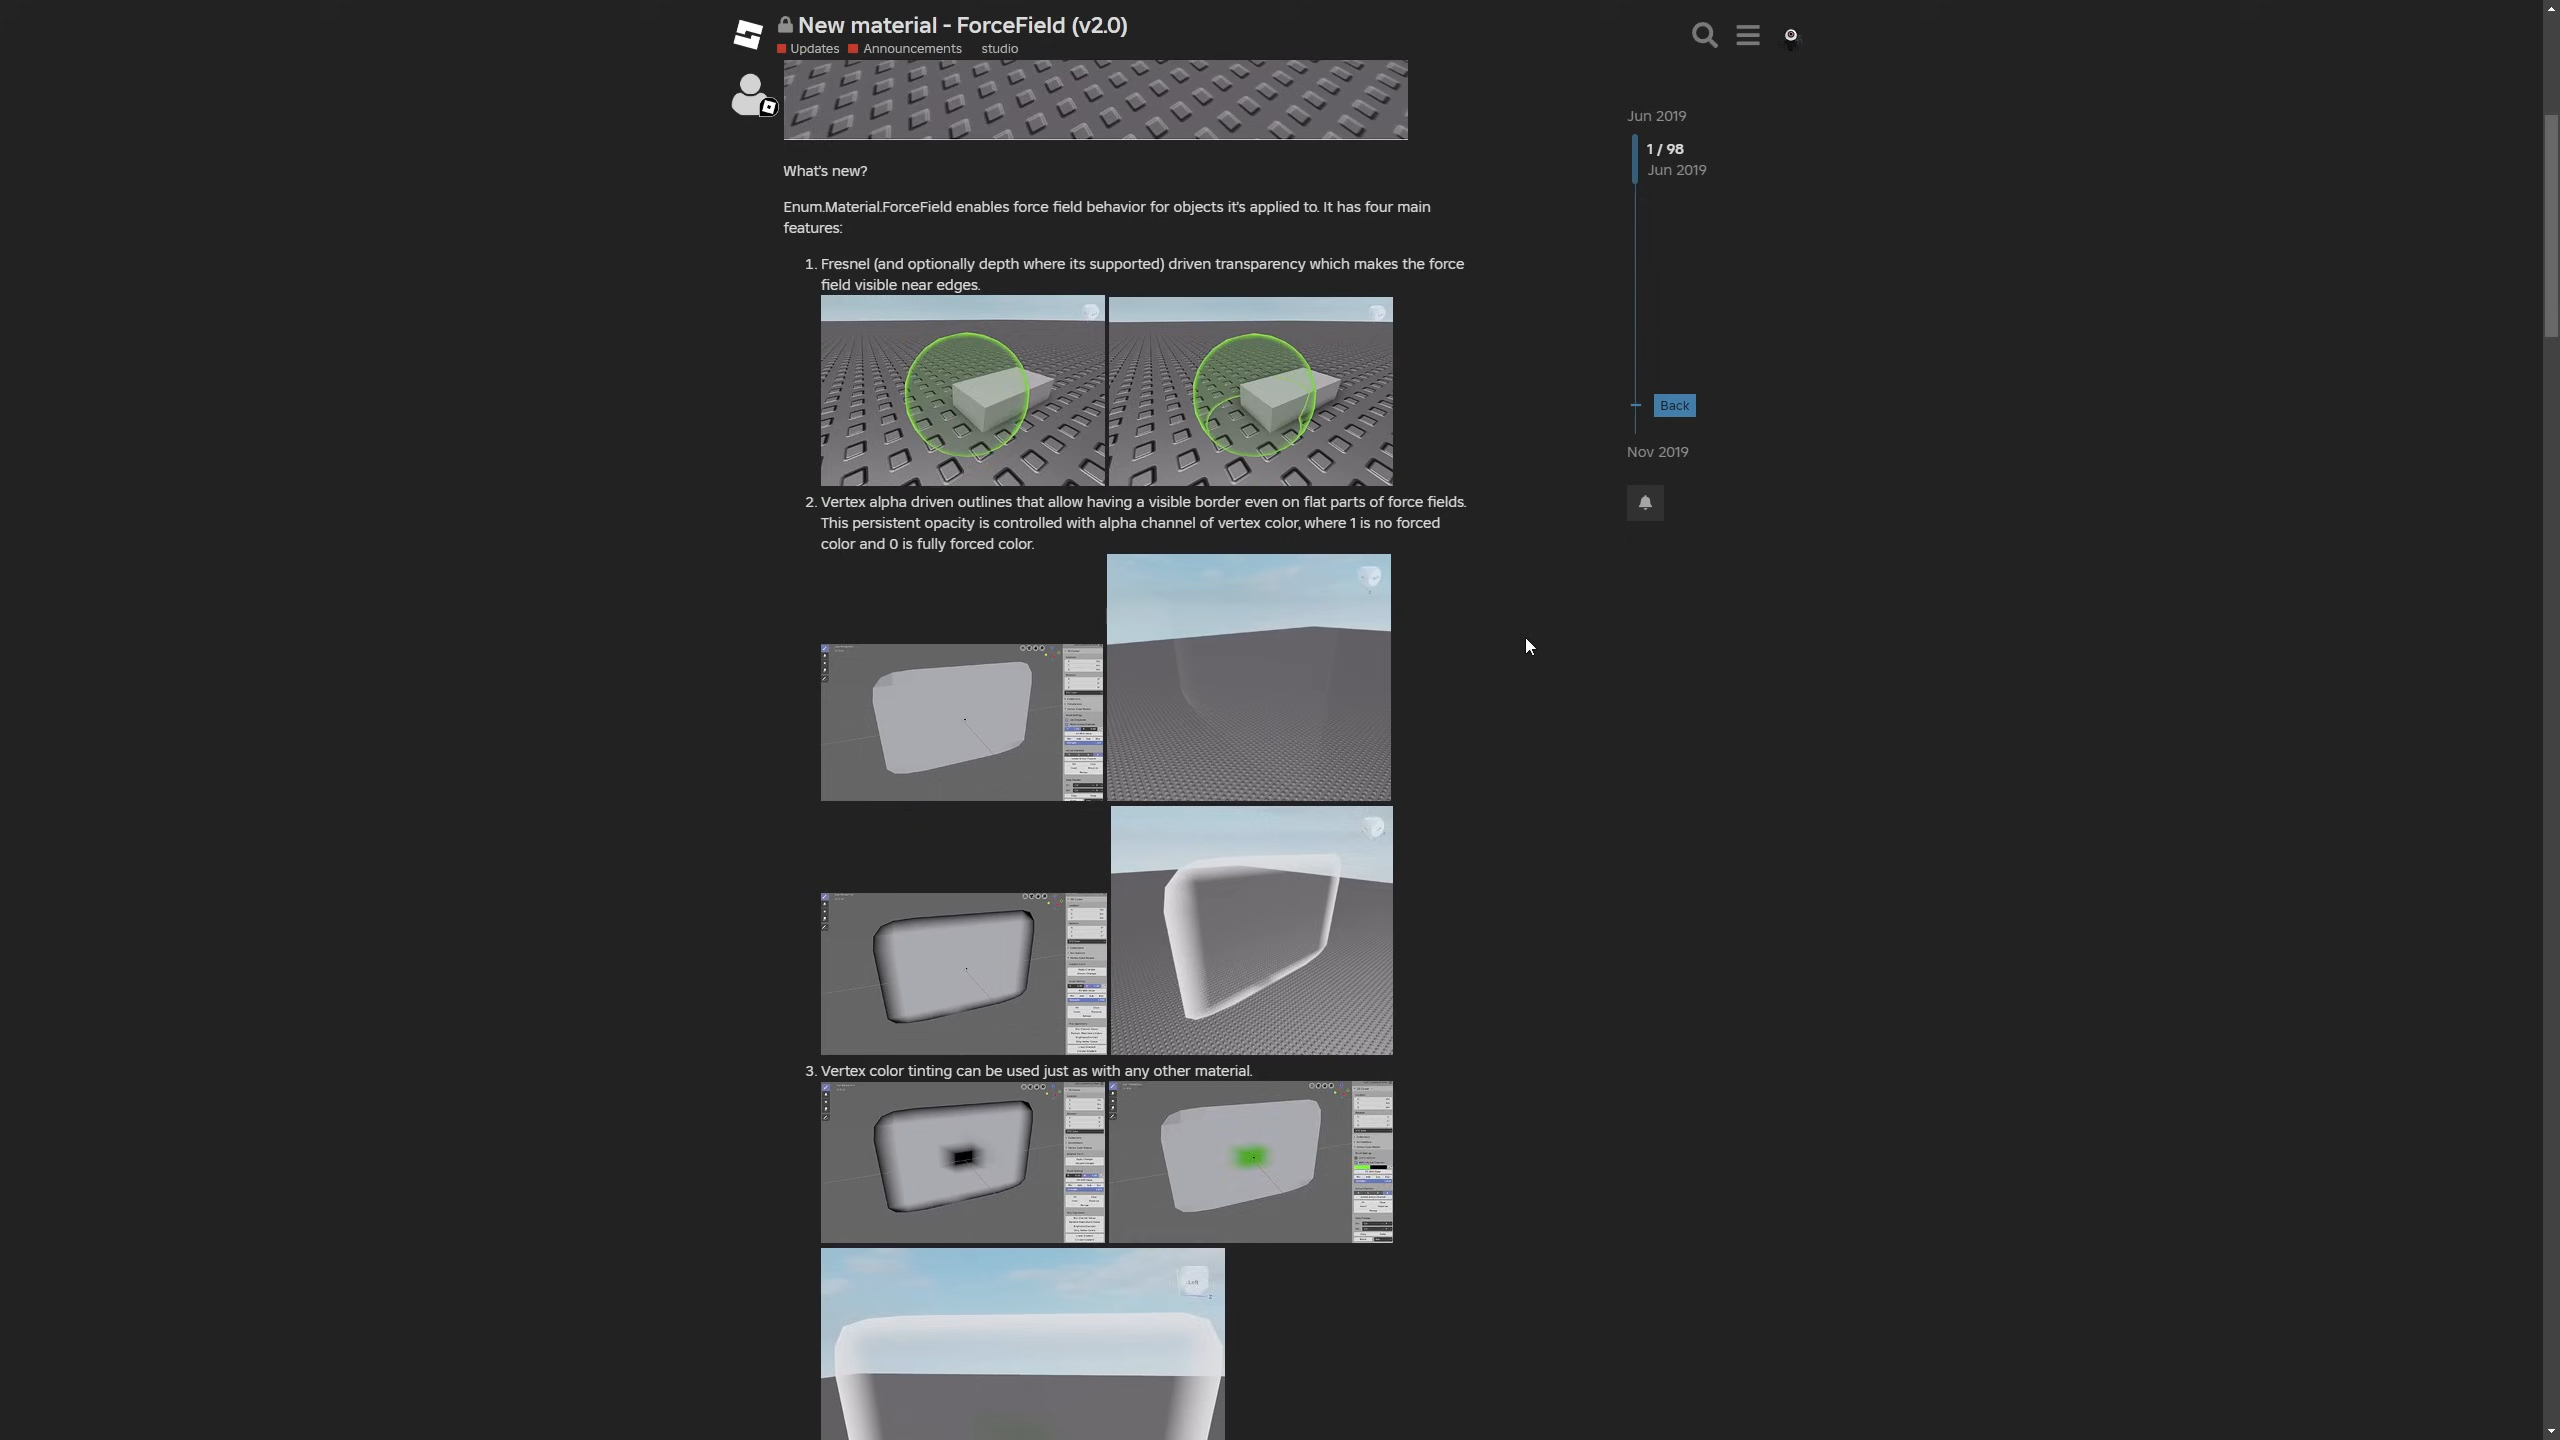 New material - ForceField (v2.0)
Updates Announcements studio
What's new?
Enum.Material.ForceField enables force field behavior for objects it's applied to. It has four main
features:
1. Fresnel (and optionally depth where its supported) driven transparency which makes the force
field visible near edges.
2. Vertex alpha driven outlines that allow having a visible border even on flat parts of force fields.
This persistent opacity is controlled with alpha channel of vertex color, where 1 is no forced
color and 0 is fully forced color.
3. Vertex color tinting can be used just as with any other material.
Left
Jun 2019
1 / 98
Jun 2019
Back
Nov 2019